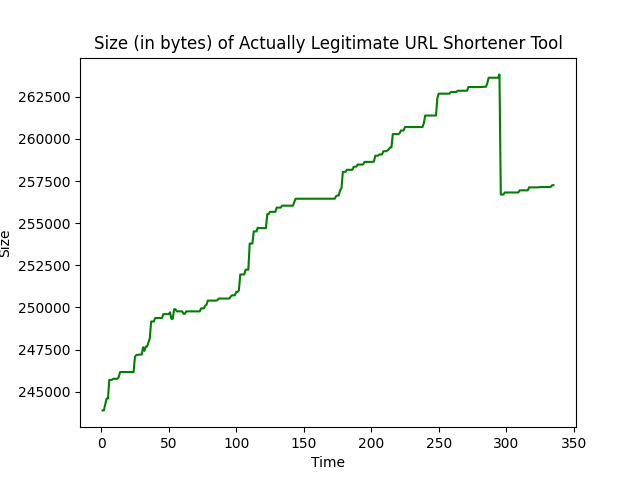 Size (in bytes) of Actually Legitimate URL Shortener Tool
262500
260000
257500
255000
252500
250000
247500
245000
Size
0 50 100 150 200 250 300 350
Time